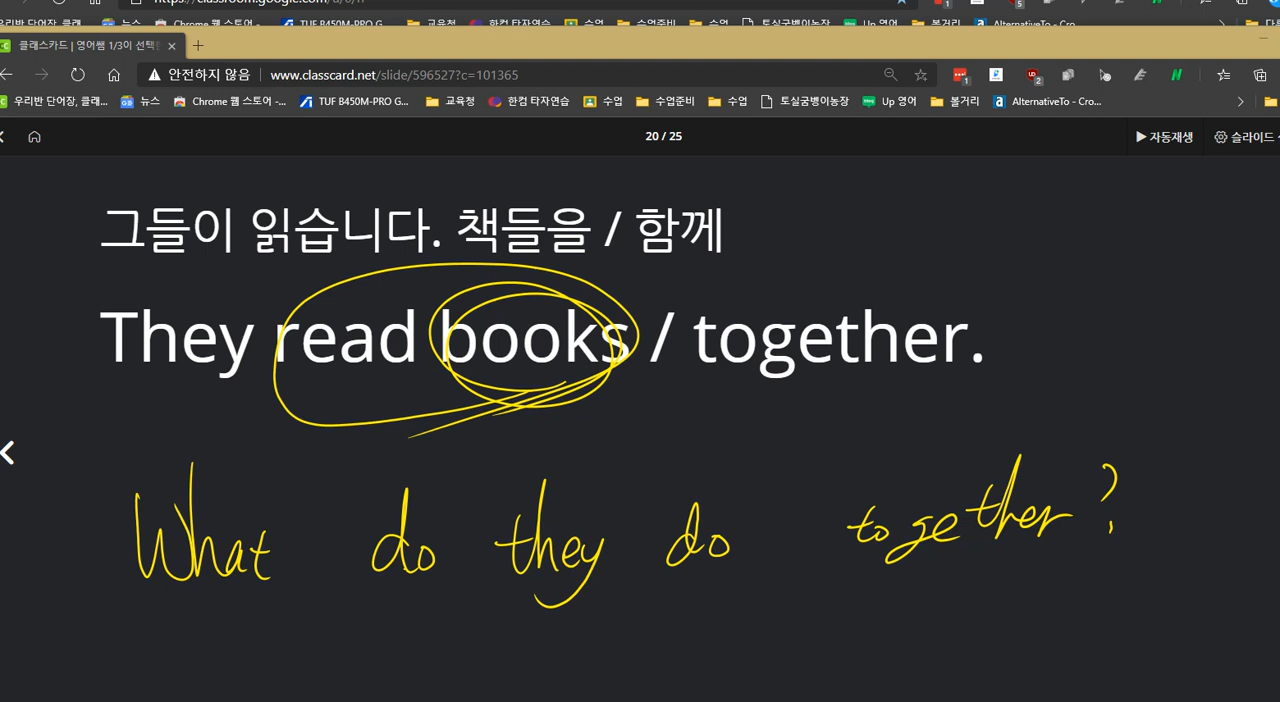 https://classroom.google.com/u/0/h
우리반 단어장, 클래... 뉴스 Chrome 웹 스토어 -... TUF B450M-PRO G... 교육청 한컴 타자연습 수업 수업준비 수업 토실굼벵이농장 Up 영어 볼거리 AlternativeTo - Cro...
클래스카드 | 영어쌤 1/3이 선택한
안전하지 않음 www.classcard.net/slide/596527?c=101365
우리반 단어장, 클래... 뉴스 Chrome 웹 스토어 -... TUF B450M-PRO G... 교육청 한컴 타자연습 수업 수업준비 수업 토실굼벵이농장 Up 영어 볼거리 AlternativeTo - Cro...
20 / 25 자동재생 슬라이드
그들이 읽습니다. 책들을 / 함께
They read books / together.
What do they do together?